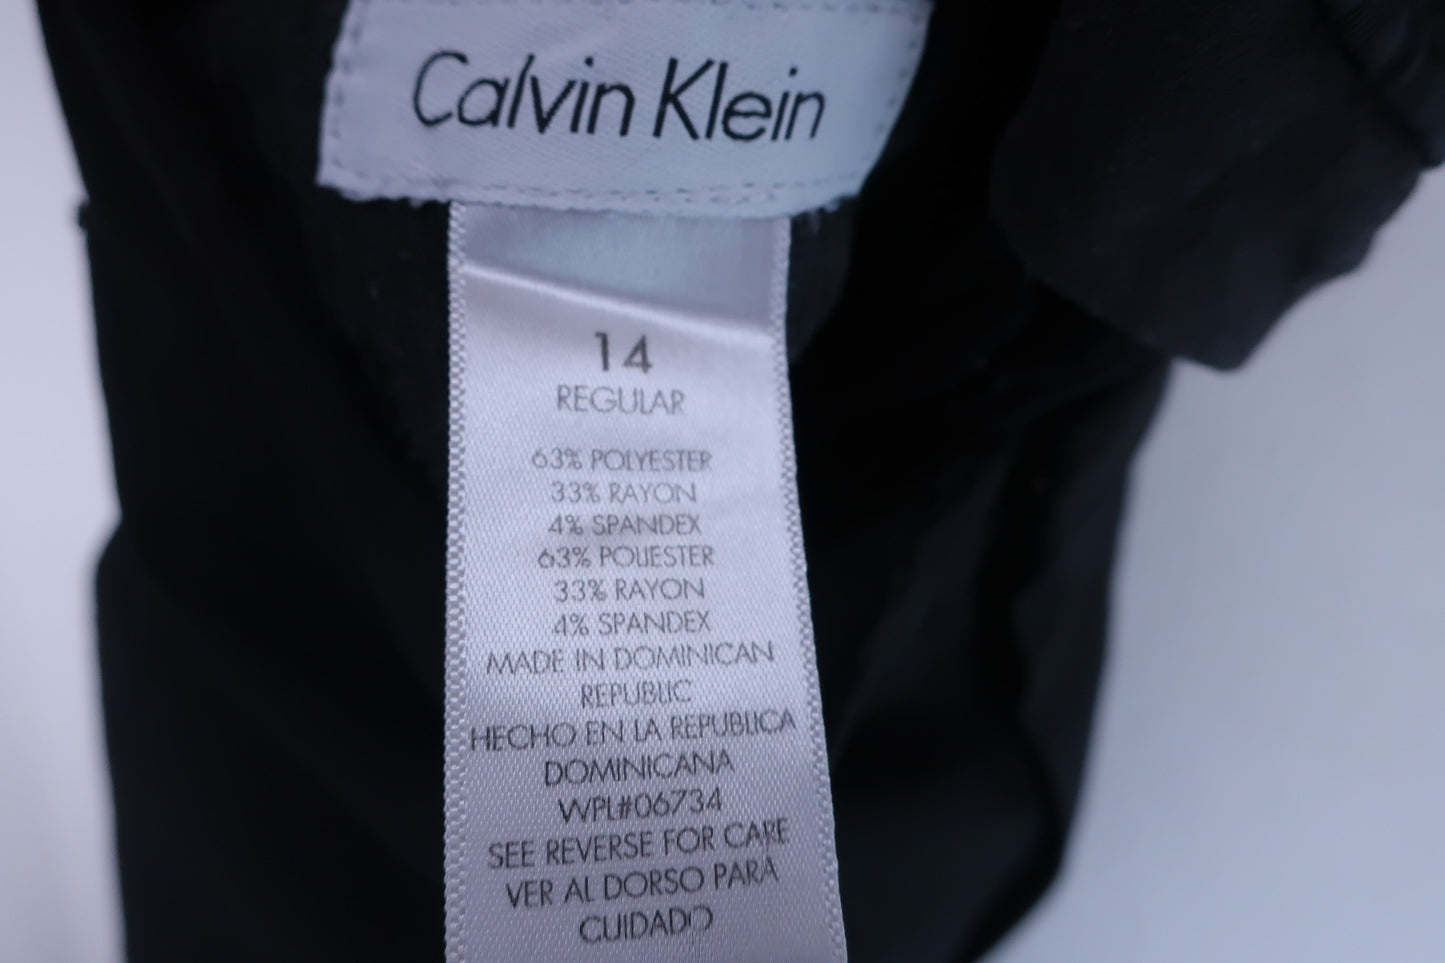 Calvin Klein
14
REGULAR
63% POLYESTER
33% RAYON
4% SPANDEX
63% POLIESTER
33% RAYON
4% SPANDEX
MADE IN DOMINICAN
REPUBLIC
HECHO EN LA REPUBLICA
DOMINICANA
WPL#06734
SEE REVERSE FOR CARE
VER AL DORSO PARA
CUIDADO